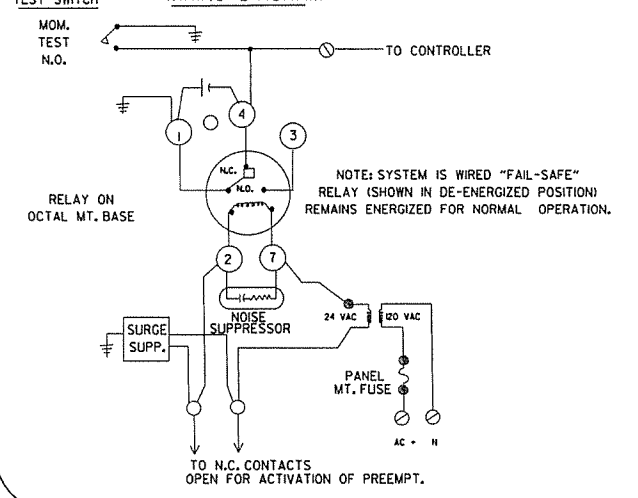 TEST SWITCH
MOM.
TEST
N.O.
TO CONTROLLER
4
1
3
N.C.
N.O.
NOTE: SYSTEM IS WIRED "FAIL-SAFE"
RELAY (SHOWN IN DE-ENERGIZED POSITION)
REMAINS ENERGIZED FOR NORMAL OPERATION.
RELAY ON
OCTAL MT. BASE
2
7
NOISE
SUPPRESSOR
24 VAC
120 VAC
SURGE
SUPP.
PANEL
MT. FUSE
AC +
N
TO N.C. CONTACTS
OPEN FOR ACTIVATION OF PREEMPT.